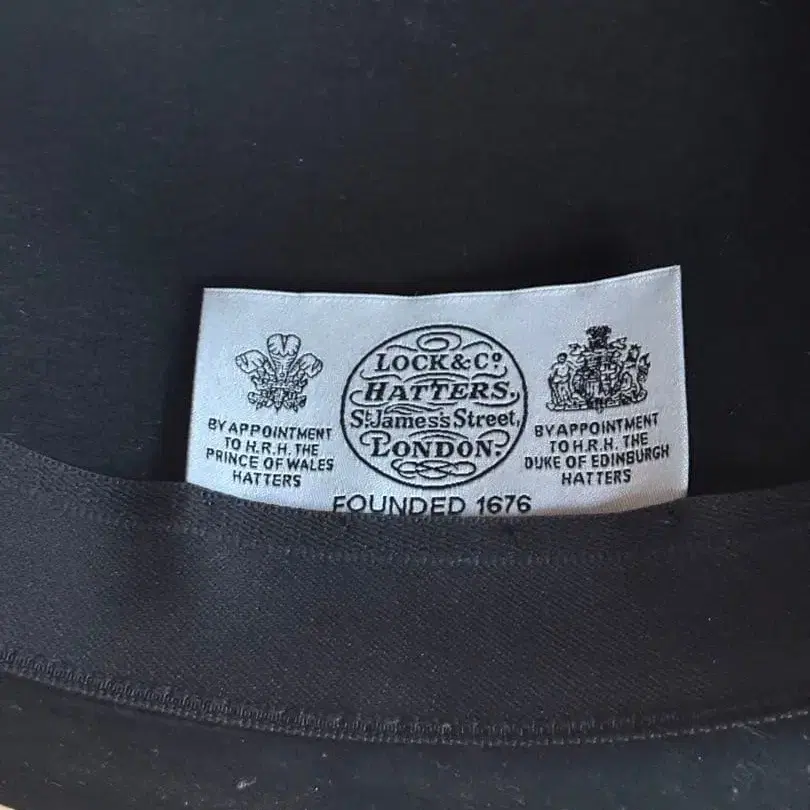 LOCK & Cº
HATTERS,
St James's Street,
LONDON.
BY APPOINTMENT
TO H.R.H. THE
PRINCE OF WALES
HATTERS
BY APPOINTMENT
TO H.R.H. THE
DUKE OF EDINBURGH
HATTERS
FOUNDED 1676